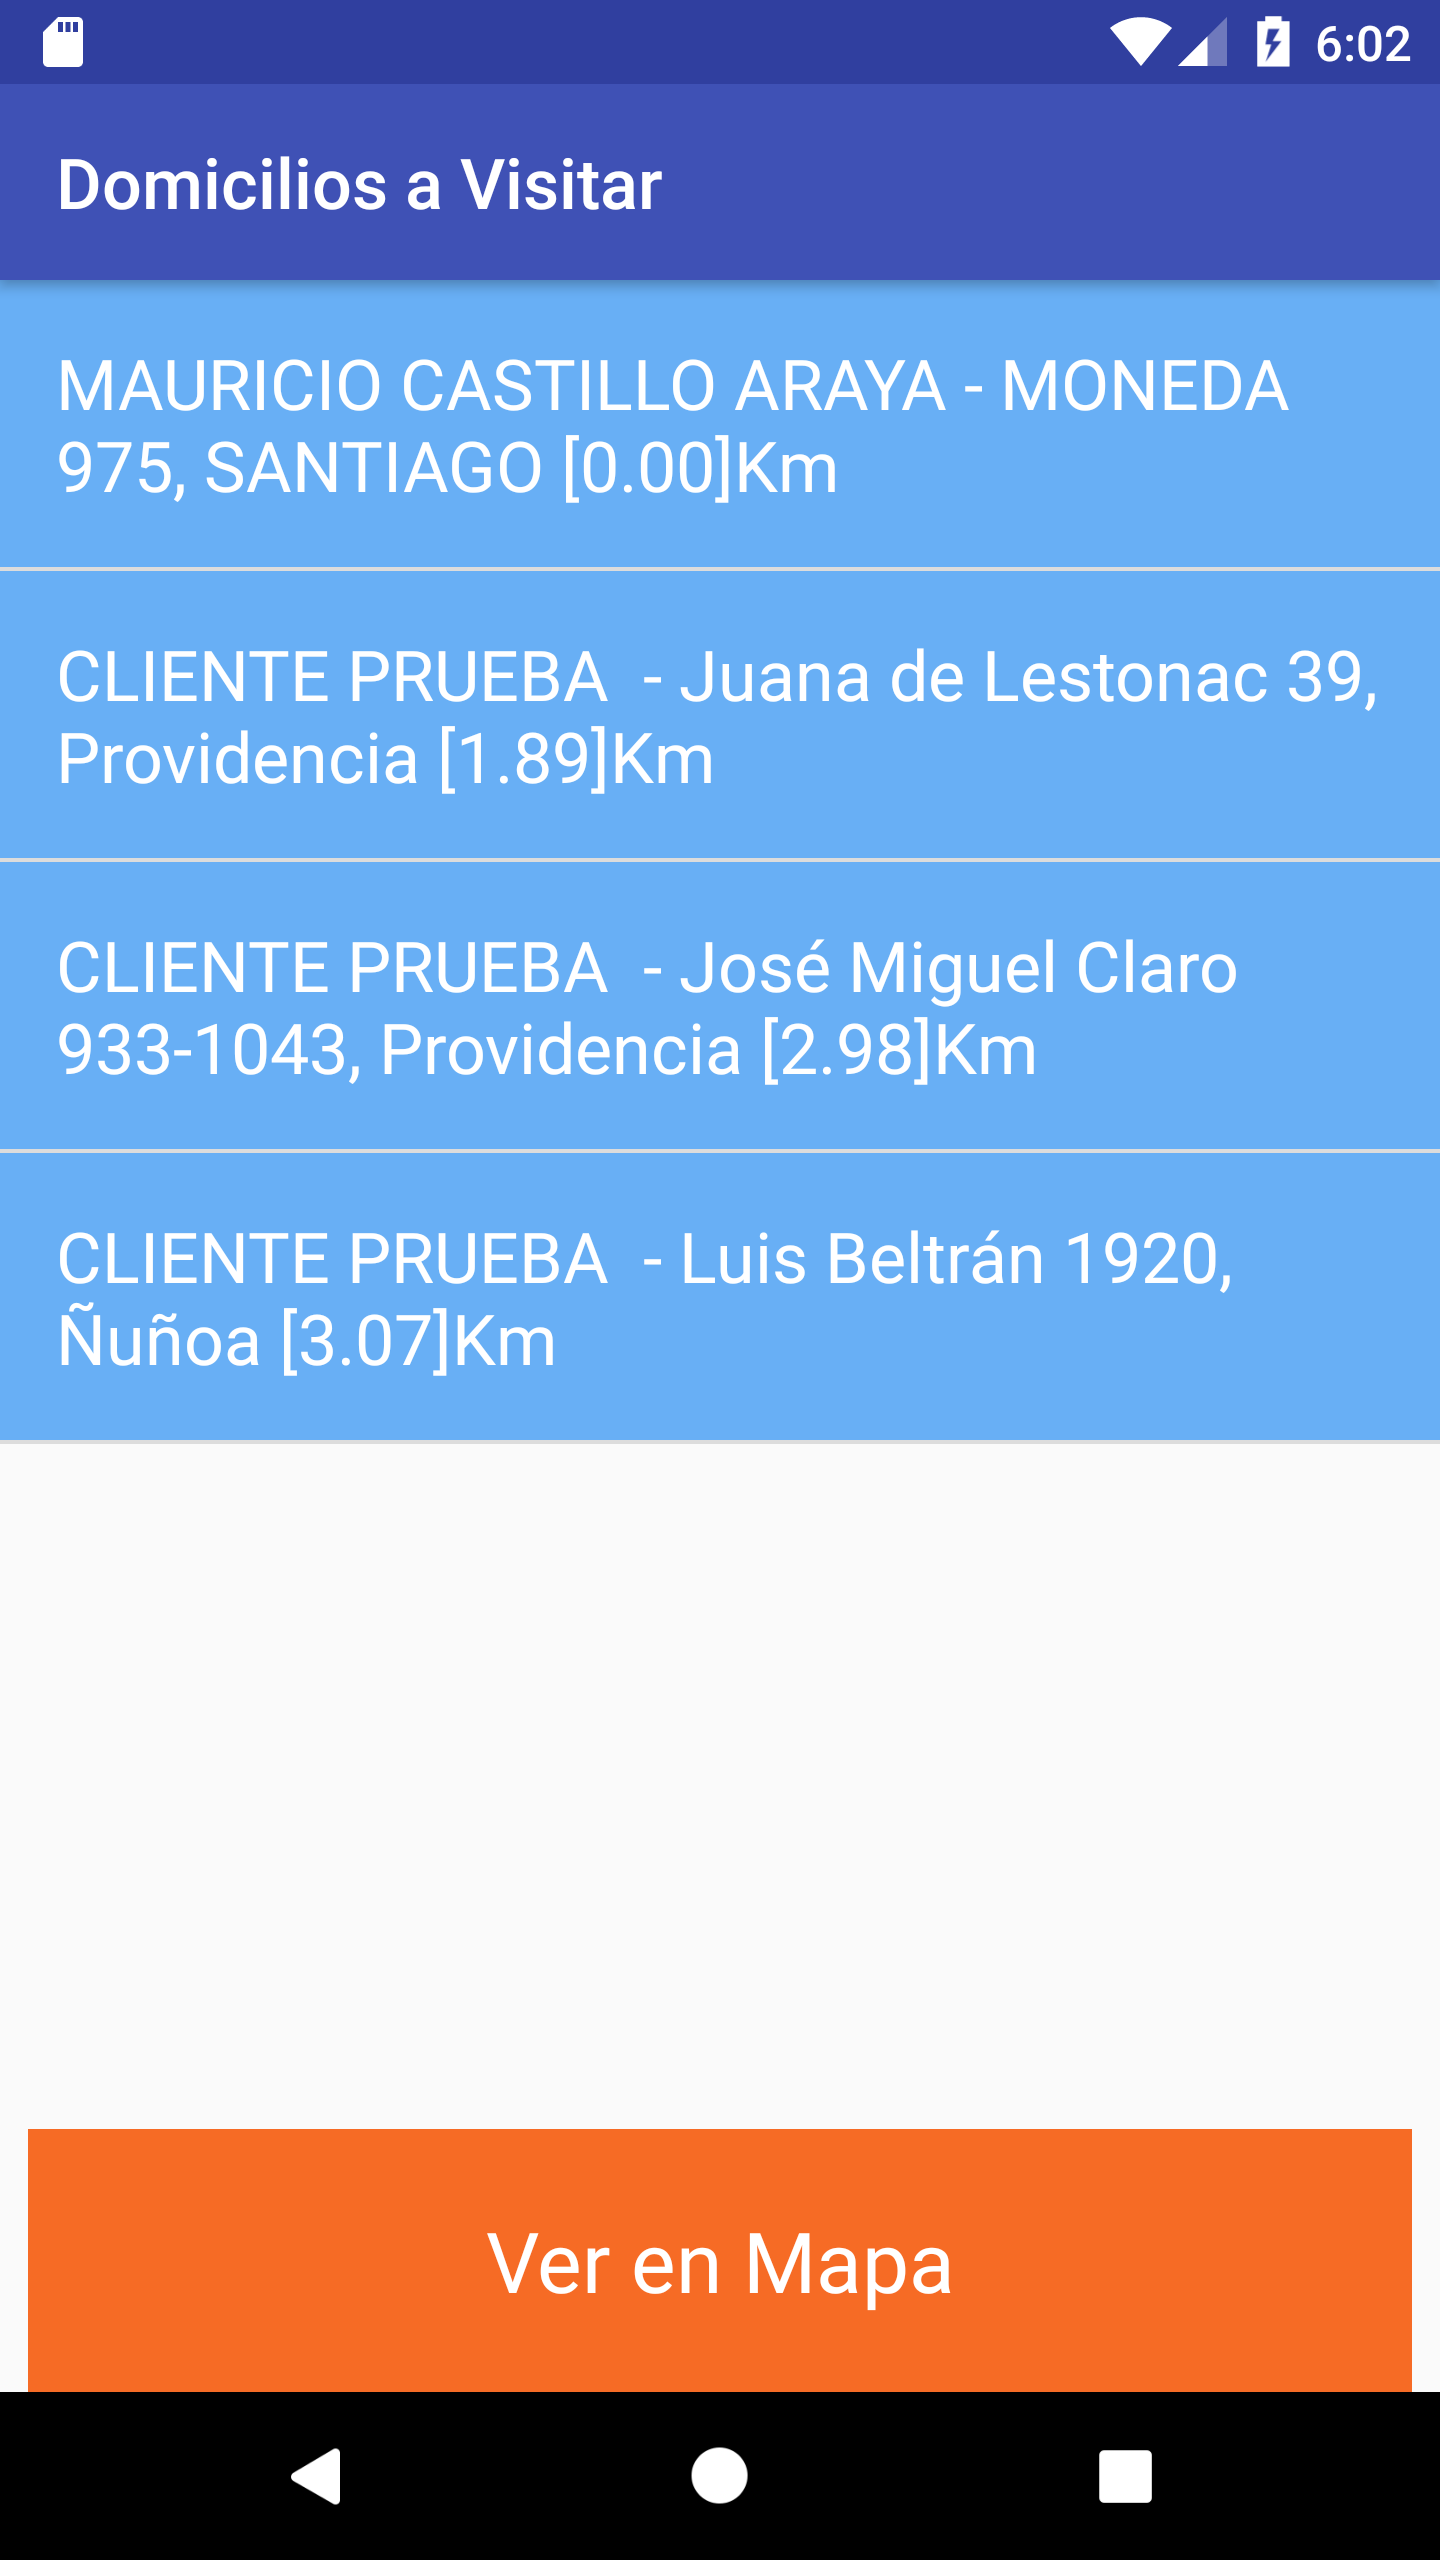 6:02
Domicilios a Visitar
MAURICIO CASTILLO ARAYA - MONEDA
975, SANTIAGO [0.00]Km
CLIENTE PRUEBA  - Juana de Lestonac 39,
Providencia [1.89]Km
CLIENTE PRUEBA  - José Miguel Claro
933-1043, Providencia [2.98]Km
CLIENTE PRUEBA  - Luis Beltrán 1920,
Ñuñoa [3.07]Km
Ver en Mapa